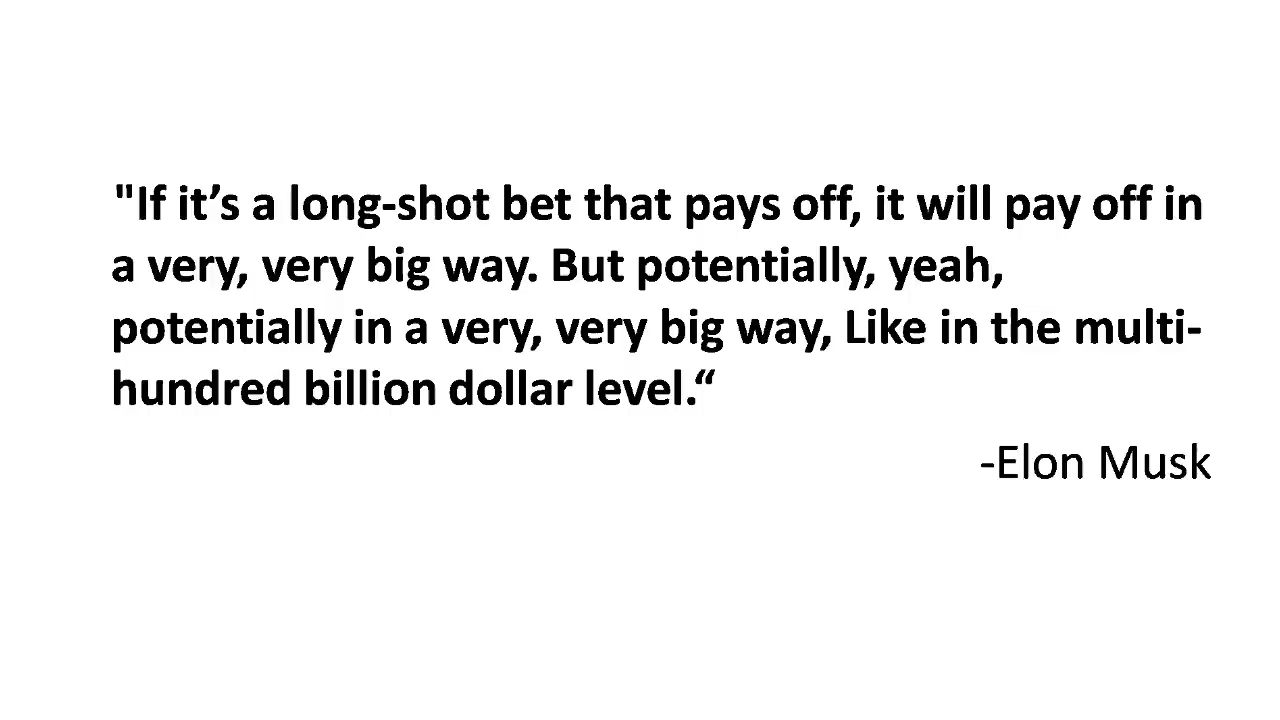 "If it’s a long-shot bet that pays off, it will pay off in
a very, very big way. But potentially, yeah,
potentially in a very, very big way, Like in the multi-
hundred billion dollar level.“
-Elon Musk